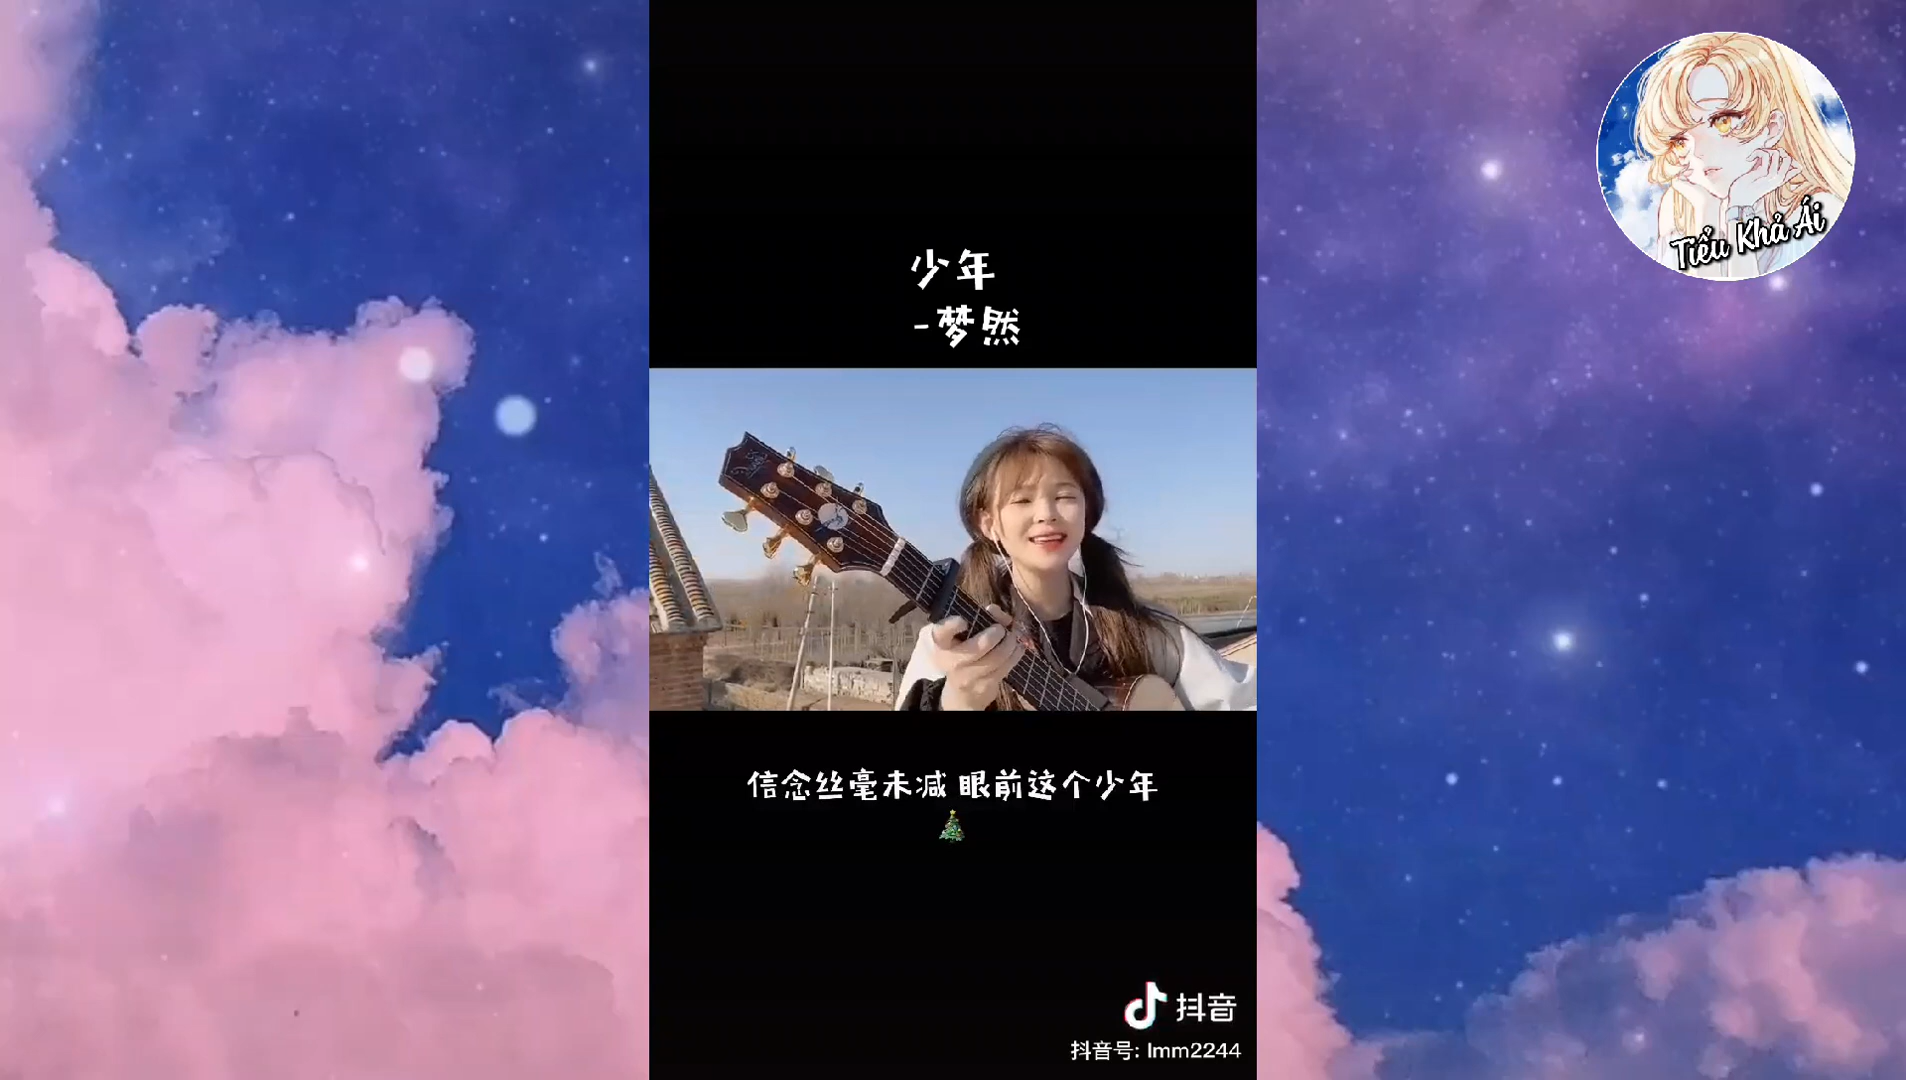 少年
-梦然
信念丝毫未减 眼前这个少年
抖音
抖音号: lmm2244
Tiểu Khả Ái